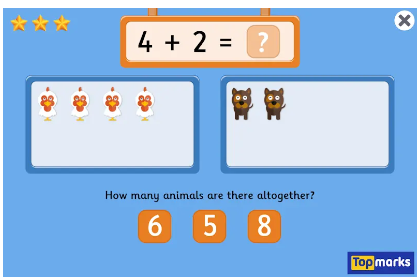 4 + 2 = ?
How many animals are there altogether?
6 5 8
Topmarks